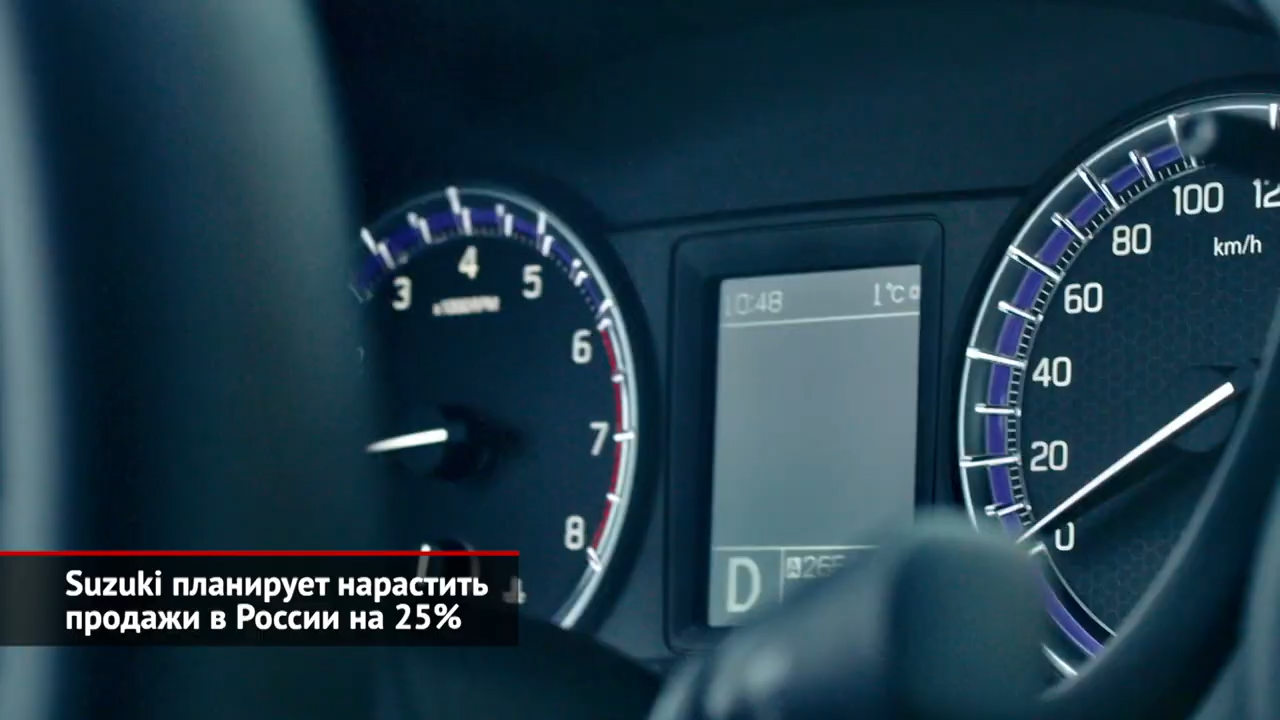 3
4
5
6
7
8
10:48
1°C
D
A 265
0
20
40
60
80
100
km/h
Suzuki планирует нарастить
продажи в России на 25%